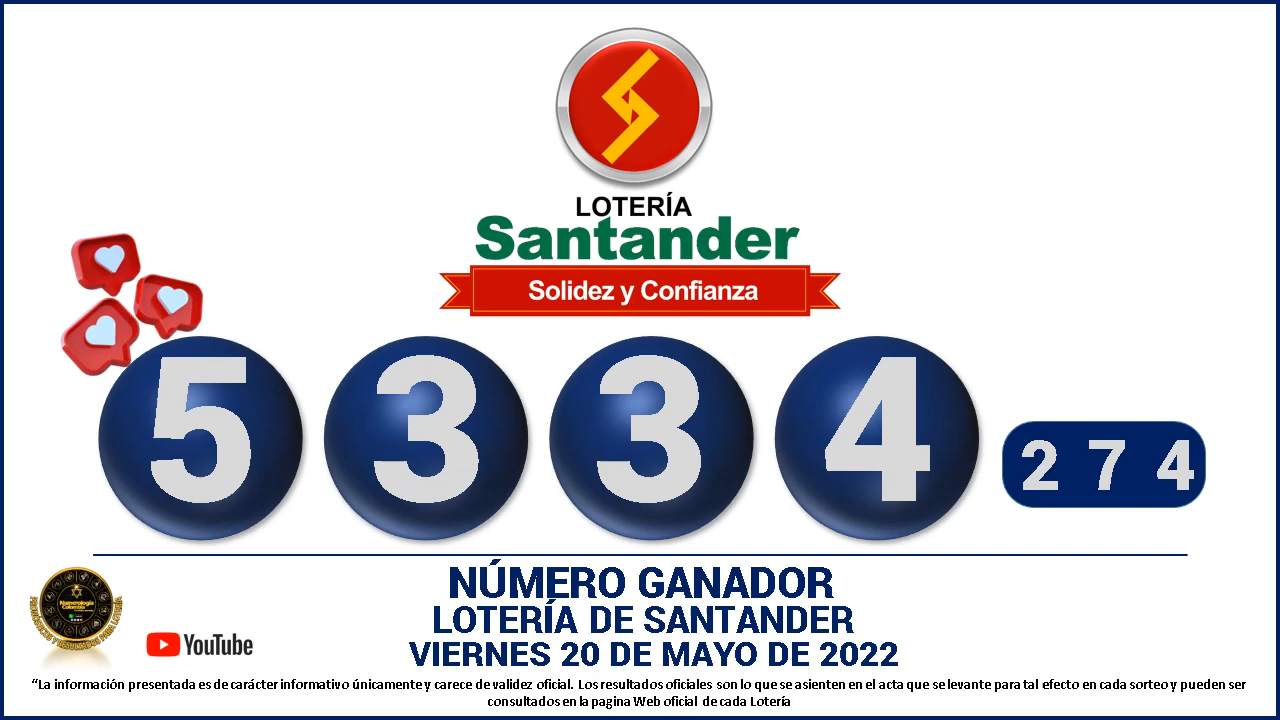 LOTERÍA
Santander
Solidez y Confianza
5 3 3 4
2 7 4
NÚMERO GANADOR
LOTERÍA DE SANTANDER
VIERNES 20 DE MAYO DE 2022
Numerología
Colombia
YouTube
“La información presentada es de carácter informativo únicamente y carece de validez oficial. Los resultados oficiales son lo que se asienten en el acta que se levante para tal efecto en cada sorteo y pueden ser
consultados en la pagina Web oficial de cada Lotería